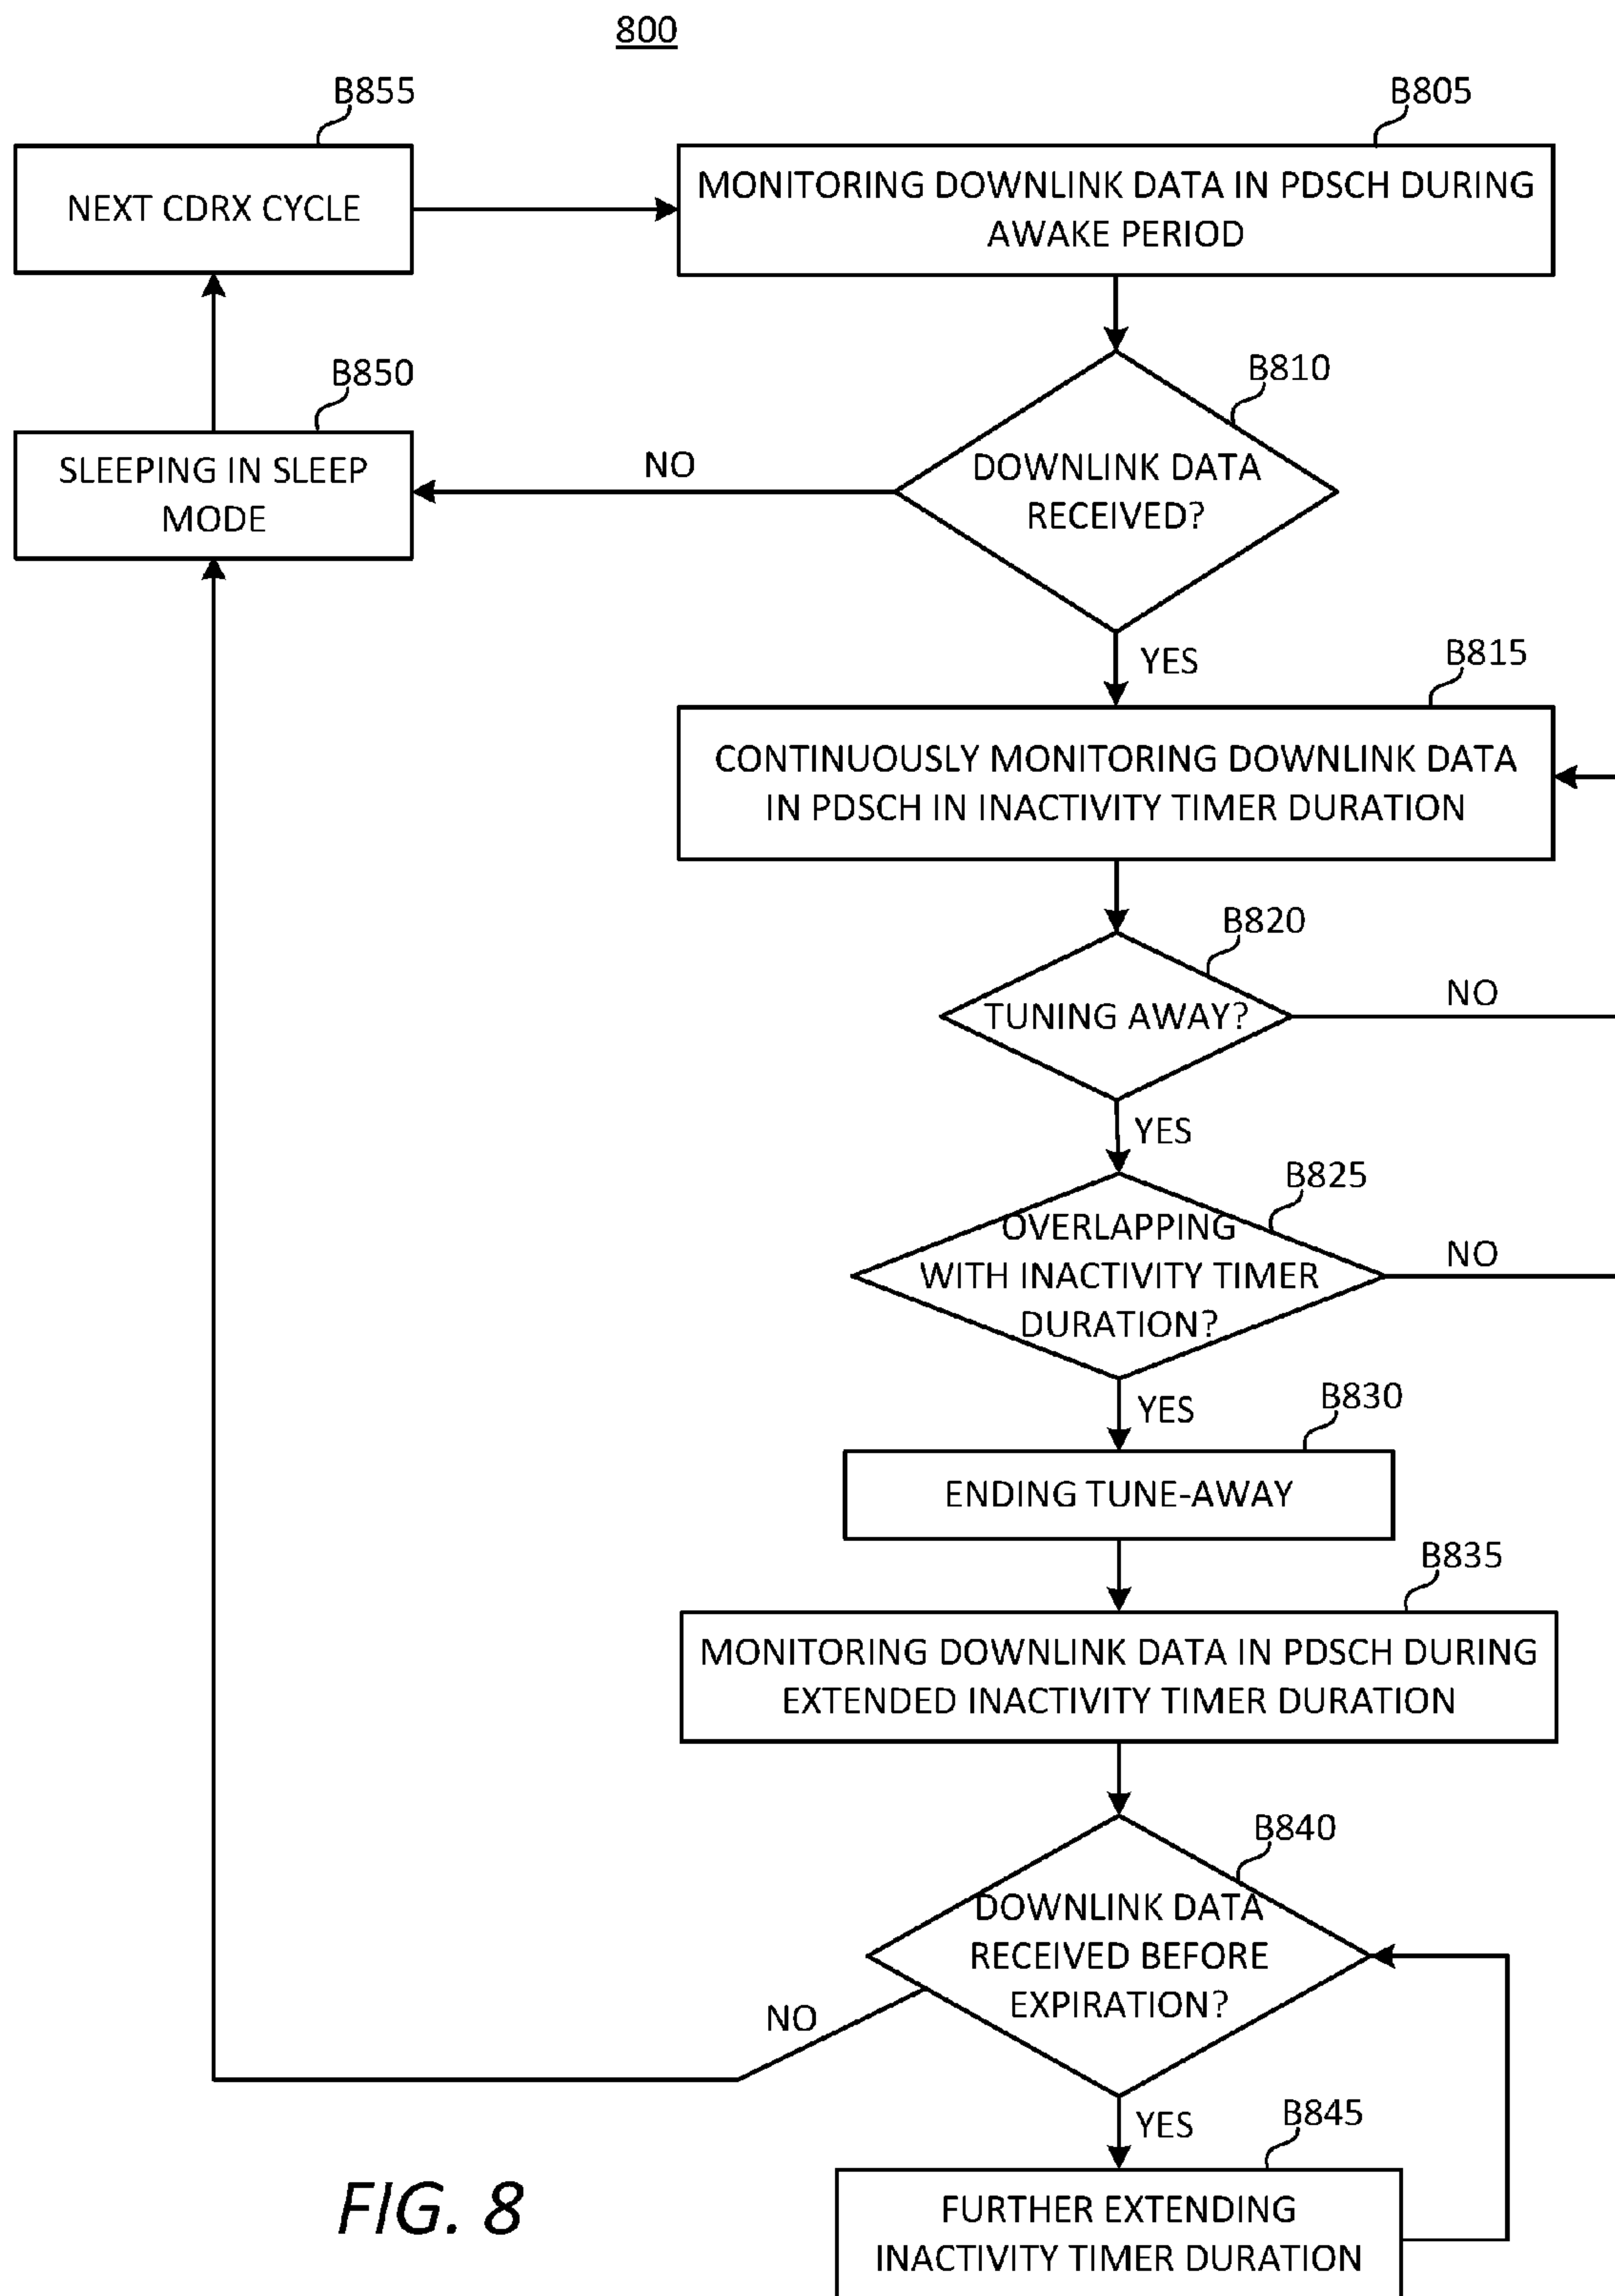 800
B855
B805
NEXT CDRX CYCLE
MONITORING DOWNLINK DATA IN PDSCH DURING
AWAKE PERIOD
B850
B810
SLEEPING IN SLEEP
MODE
NO
DOWNLINK DATA
RECEIVED?
YES
B815
CONTINUOUSLY MONITORING DOWNLINK DATA
IN PDSCH IN INACTIVITY TIMER DURATION
B820
TUNING AWAY?
NO
YES
B825
OVERLAPPING
WITH INACTIVITY TIMER
DURATION?
NO
YES
B830
ENDING TUNE-AWAY
B835
MONITORING DOWNLINK DATA IN PDSCH DURING
EXTENDED INACTIVITY TIMER DURATION
B840
DOWNLINK DATA
RECEIVED BEFORE
EXPIRATION?
NO
YES
B845
FURTHER EXTENDING
INACTIVITY TIMER DURATION
FIG. 8